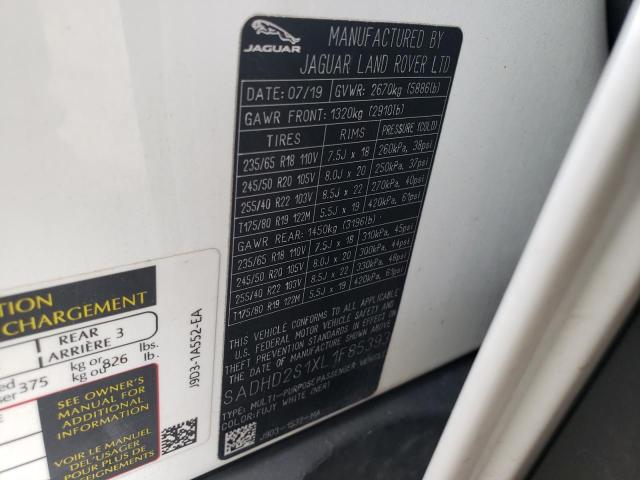 JAGUAR
MANUFACTURED BY
JAGUAR LAND ROVER LTD
DATE: 07/19 GVWR: 2670kg (5886lb)
GAWR FRONT: 1320kg (2910lb)
TIRES RIMS PRESSURE (COLD)
235/65 R18 110V 7.5J x 18 260kPa, 38psi
245/50 R20 105V 8.0J x 20 250kPa, 37psi
255/40 R22 103V 8.5J x 22 270kPa, 40psi
T175/80 R19 122M 5.5J x 19 420kPa, 61psi
GAWR REAR: 1450kg (3196lb)
235/65 R18 110V 7.5J x 18 310kPa, 45psi
245/50 R20 105V 8.0J x 20 300kPa, 44psi
255/40 R22 103V 8.5J x 22 330kPa, 48psi
T175/80 R19 122M 5.5J x 19 420kPa, 61psi
THIS VEHICLE CONFORMS TO ALL APPLICABLE
FEDERAL MOTOR VEHICLE SAFETY, BUMPER, AND
THEFT PREVENTION STANDARDS IN EFFECT ON
THE DATE OF MANUFACTURE SHOWN ABOVE.
SADHD2S1XL1F85393
TYPE: MULTI-PURPOSE PASSENGER VEHICLE
COLOR: FUJI WHITE (NER)
J9D3-1532-MA
TION
CHARGEMENT
REAR 3
ARRIÈRE
kg or lbs.
375 kg ou 826 lb.
SEE OWNER'S
MANUAL FOR
ADDITIONAL
INFORMATION
VOIR LE MANUEL
DE L'USAGER
POUR PLUS DE
RENSEIGNEMENTS
J9D3-1A552-EA